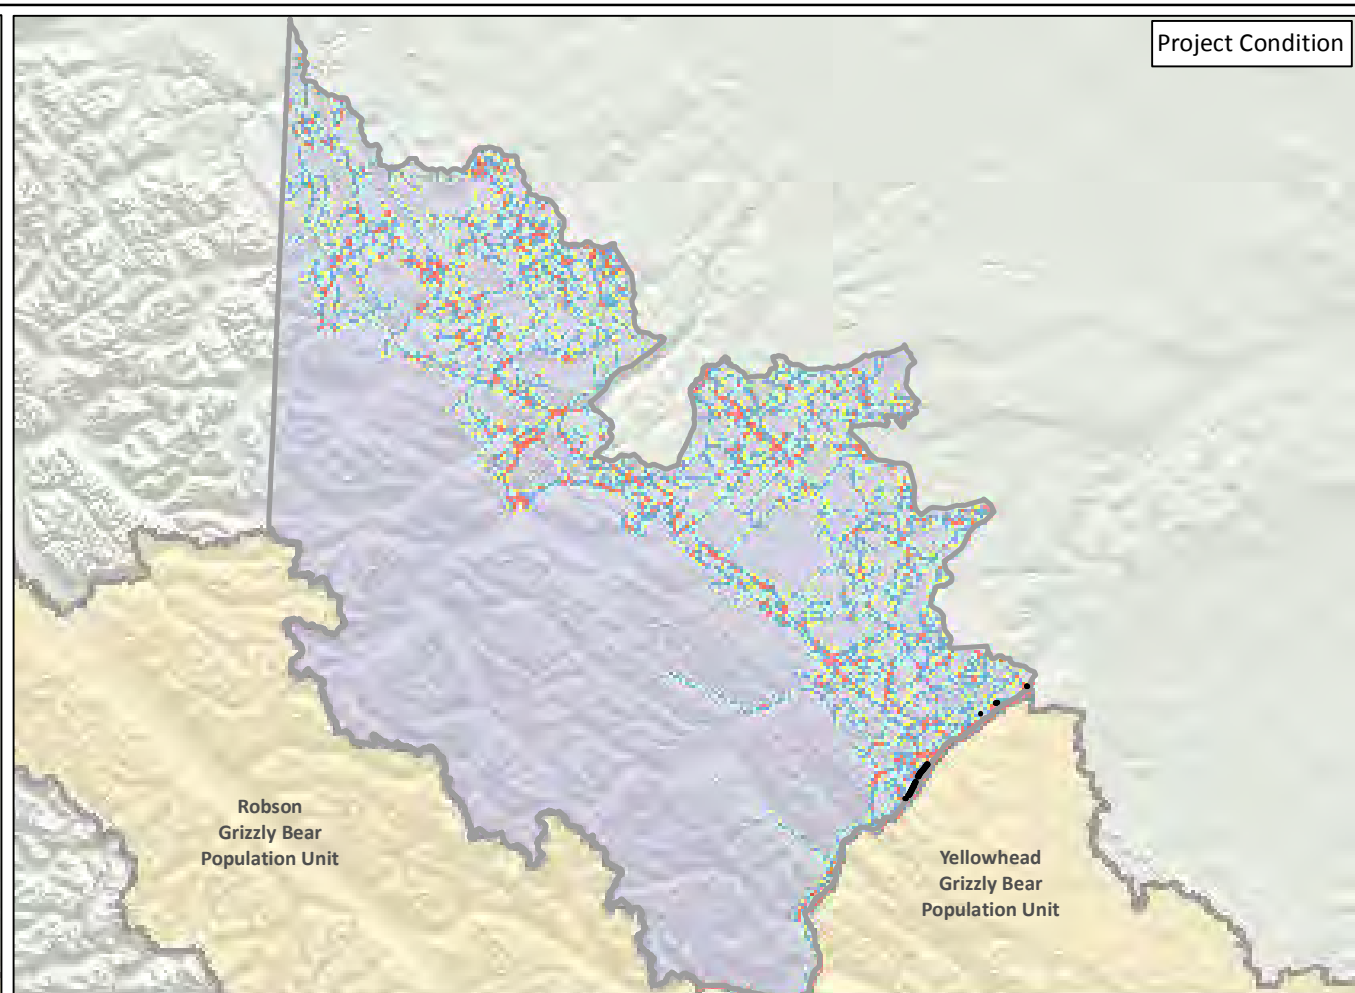 Project Condition
Robson
Grizzly Bear
Population Unit
Yellowhead
Grizzly Bear
Population Unit